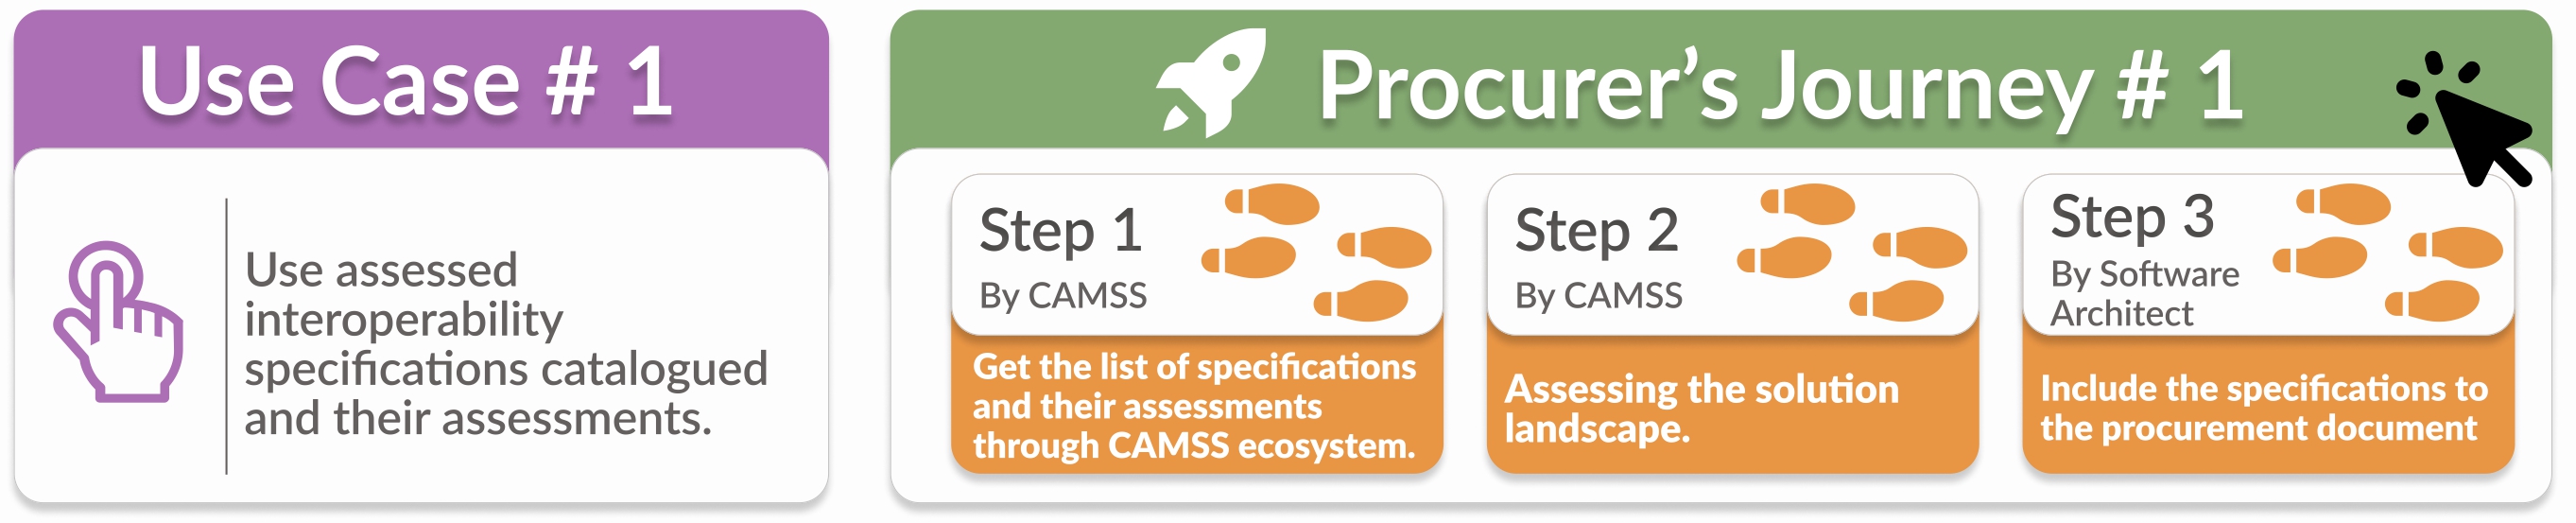 Use Case # 1
Use assessed
interoperability
specifications catalogued
and their assessments.
Procurer’s Journey # 1
Step 1
By CAMSS
Get the list of specifications
and their assessments
through CAMSS ecosystem.
Step 2
By CAMSS
Assessing the solution
landscape.
Step 3
By Software
Architect
Include the specifications to
the procurement document